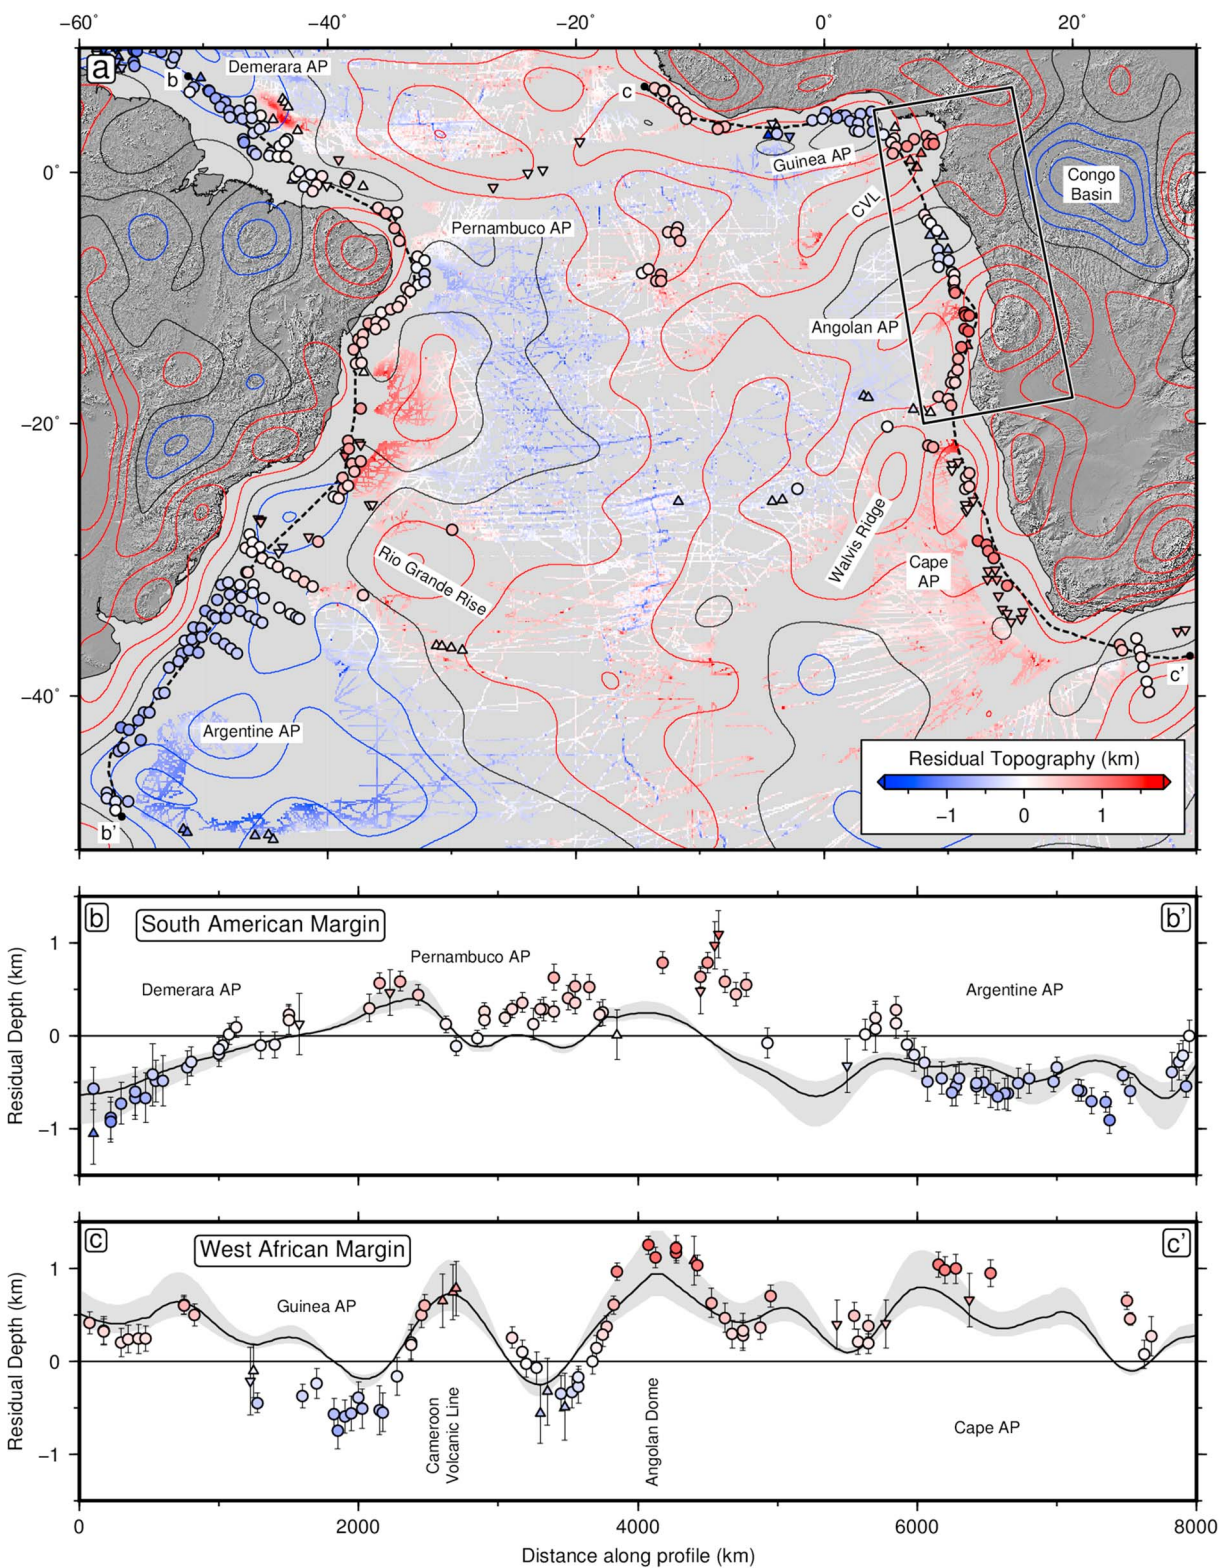 −60˚ −40˚ −20˚ 0˚ 20˚
a
b
Demerara AP
c
0˚
Guinea AP
Congo
Basin
CVL
Pernambuco AP
Angolan AP
−20˚
Walvis Ridge
Rio Grande Rise
Cape
AP
c’
−40˚
Argentine AP
b’
Residual Topography (km)
−1 0 1
b
South American Margin
b’
1
0
−1
Residual Depth (km)
Demerara AP
Pernambuco AP
Argentine AP
c
West African Margin
c’
1
0
−1
Residual Depth (km)
Guinea AP
Cameroon
Volcanic Line
Angolan Dome
Cape AP
0 2000 4000 6000 8000
Distance along profile (km)